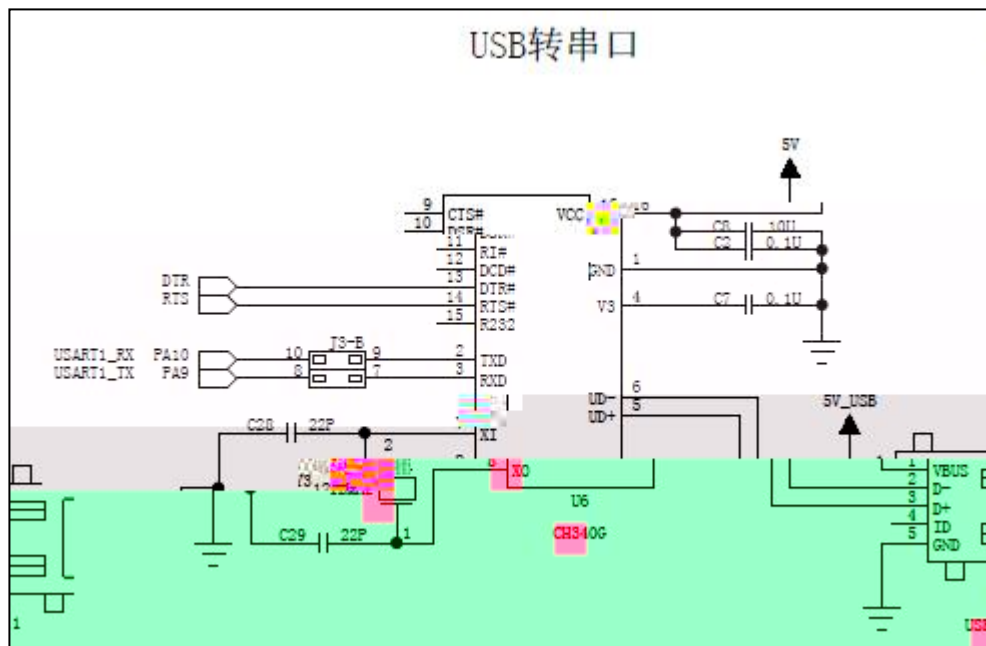 USB转串口
5V
9 CTS# VCC
10
C8 10U
11 RI# C2 0.1U
12 DCD# GND 1
DTR 13 DTR#
RTS 14 RTS# V3 4 C7 0.1U
15 R232
J3-B
USART1_RX PA10 10 9 2 TXD
USART1_TX PA9 8 7 3 RXD
UD- 6
UD+ 5 5V_USB
C28 22P XI
2
XO 1 VBUS
2 D-
U6 3 D+
4 ID
C29 22P 1 CH340G 5 GND
1